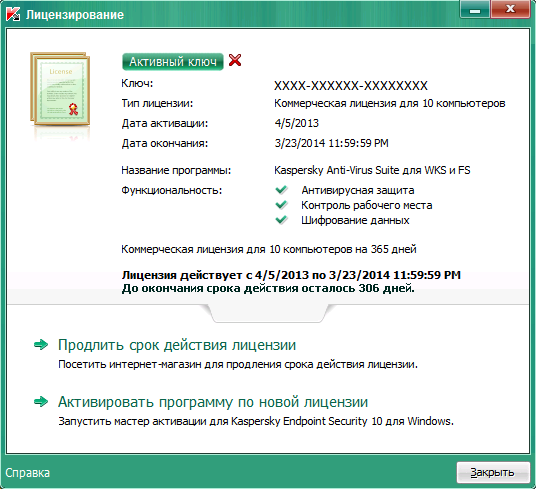 Лицензирование
License
Активный ключ
Ключ: XXXX-XXXXXX-XXXXXXXX
Тип лицензии: Коммерческая лицензия для 10 компьютеров
Дата активации: 4/5/2013
Дата окончания: 3/23/2014 11:59:59 PM
Название программы: Kaspersky Anti-Virus Suite для WKS и FS
Функциональность: Антивирусная защита
Контроль рабочего места
Шифрование данных
Коммерческая лицензия для 10 компьютеров на 365 дней
Лицензия действует с 4/5/2013 по 3/23/2014 11:59:59 PM
До окончания срока действия осталось 306 дней.
Продлить срок действия лицензии
Посетить интернет-магазин для продления срока действия лицензии.
Активировать программу по новой лицензии
Запустить мастер активации для Kaspersky Endpoint Security 10 для Windows.
Справка
Закрыть